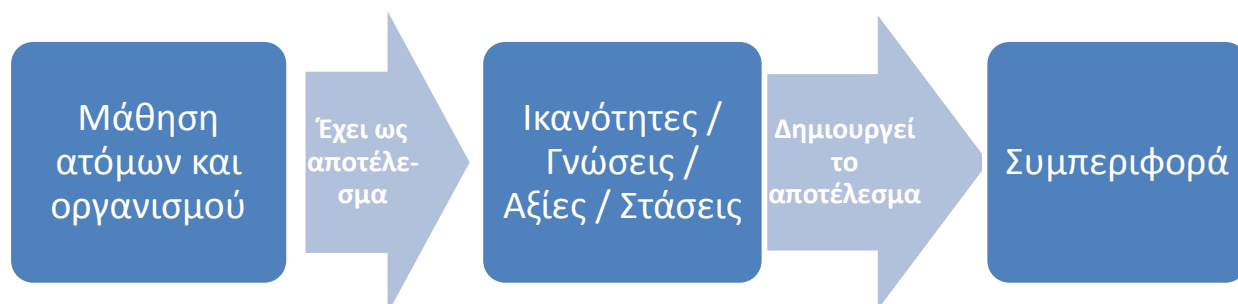 Μάθηση
ατόμων και
οργανισμού
Έχει ως
αποτέλε-
σμα
Ικανότητες /
Γνώσεις /
Αξίες / Στάσεις
Δημιουργεί
το
αποτέλεσμα
Συμπεριφορά